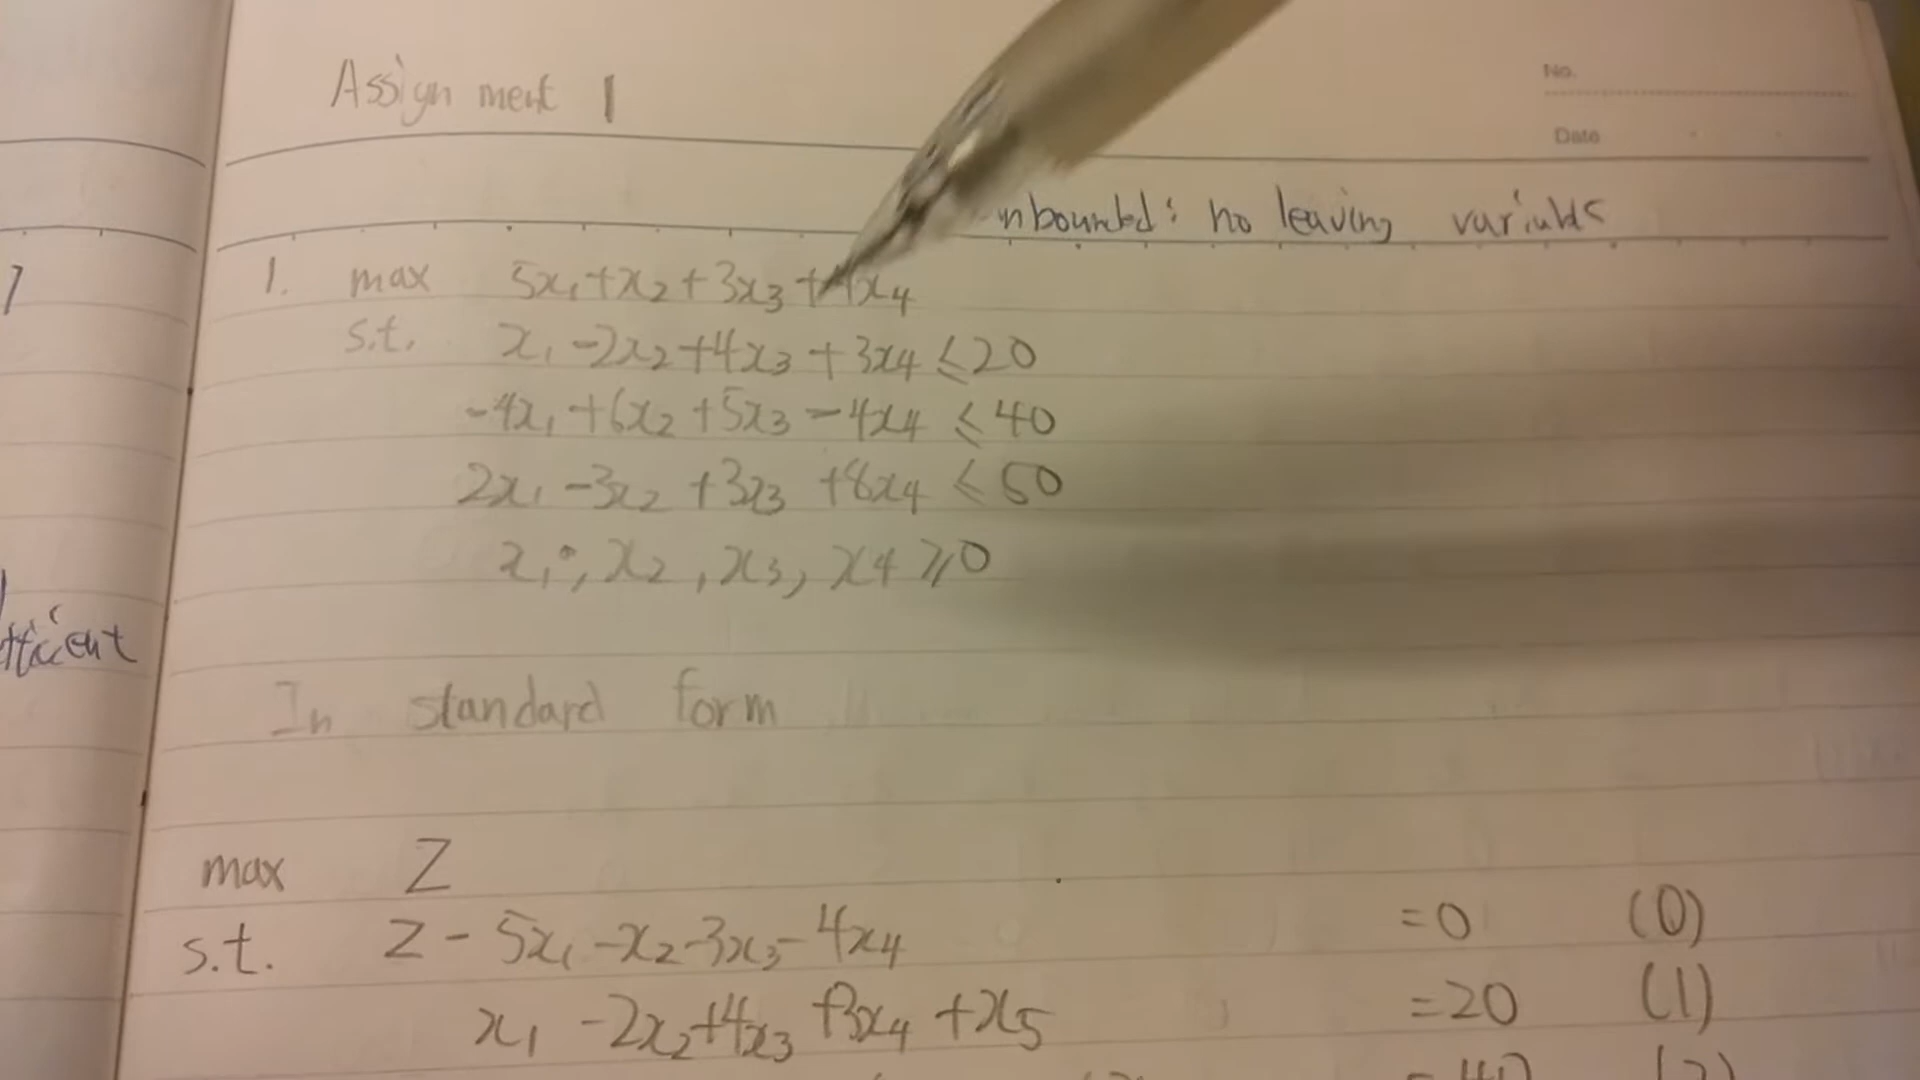 Assignment 1
No.
Date
nbounded: no leaving variable
1. max 5x₁+x₂+3x₃+4x₄
s.t. x₁-2x₂+4x₃+3x₄≤20
-4x₁+6x₂+5x₃-4x₄≤40
2x₁-3x₂+3x₃+8x₄≤50
x₁, x₂, x₃, x₄≥0
In standard form
max Z
s.t. Z-5x₁-x₂-3x₃-4x₄ =0 (0)
x₁-2x₂+4x₃+3x₄+x₅ =20 (1)